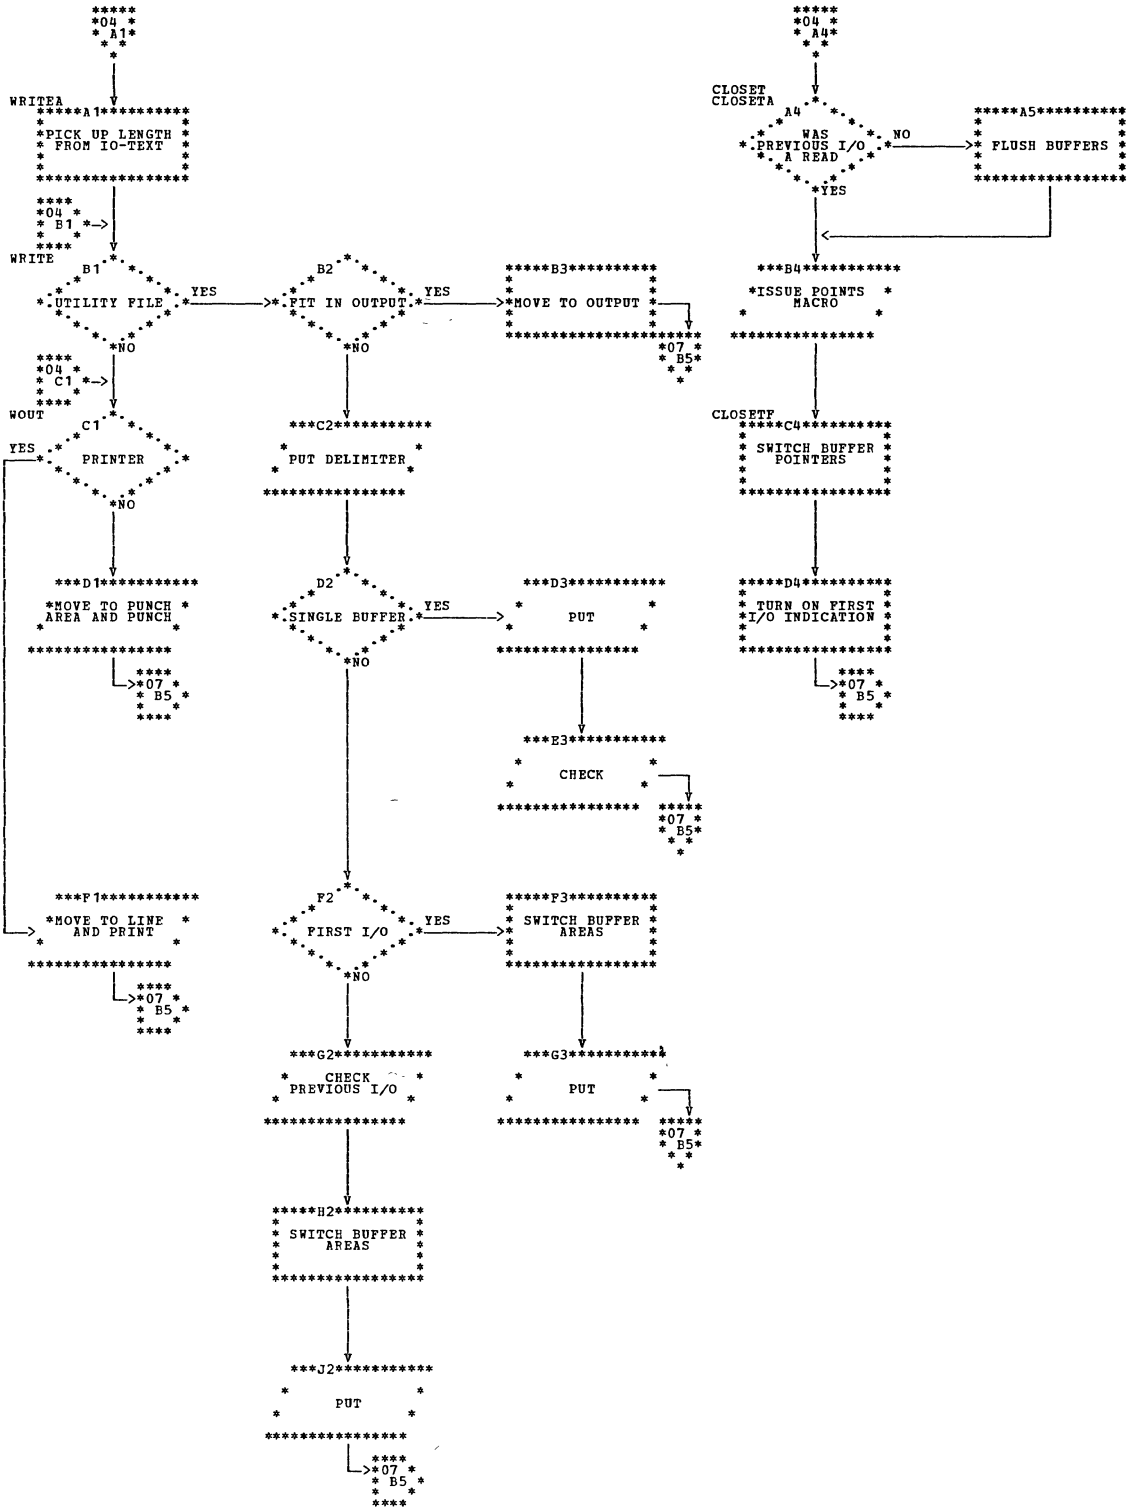 04
A1
WRITEA
A1
PICK UP LENGTH
FROM IO-TEXT
04
B1
WRITE
B1
UTILITY FILE
YES
NO
B2
FIT IN OUTPUT
YES
NO
B3
MOVE TO OUTPUT
07
B5
04
C1
WOUT
C1
YES
PRINTER
NO
C2
PUT DELIMITER
D1
MOVE TO PUNCH
AREA AND PUNCH
07
B5
D2
SINGLE BUFFER
YES
NO
D3
PUT
E3
CHECK
07
B5
F1
MOVE TO LINE
AND PRINT
07
B5
F2
FIRST I/O
YES
NO
F3
SWITCH BUFFER
AREAS
G2
CHECK
PREVIOUS I/O
G3
PUT
07
B5
H2
SWITCH BUFFER
AREAS
J2
PUT
07
B5
04
A4
CLOSET
CLOSETA
A4
WAS
PREVIOUS I/O
A READ
NO
YES
A5
FLUSH BUFFERS
B4
ISSUE POINTS
MACRO
CLOSETF
C4
SWITCH BUFFER
POINTERS
D4
TURN ON FIRST
I/O INDICATION
07
B5